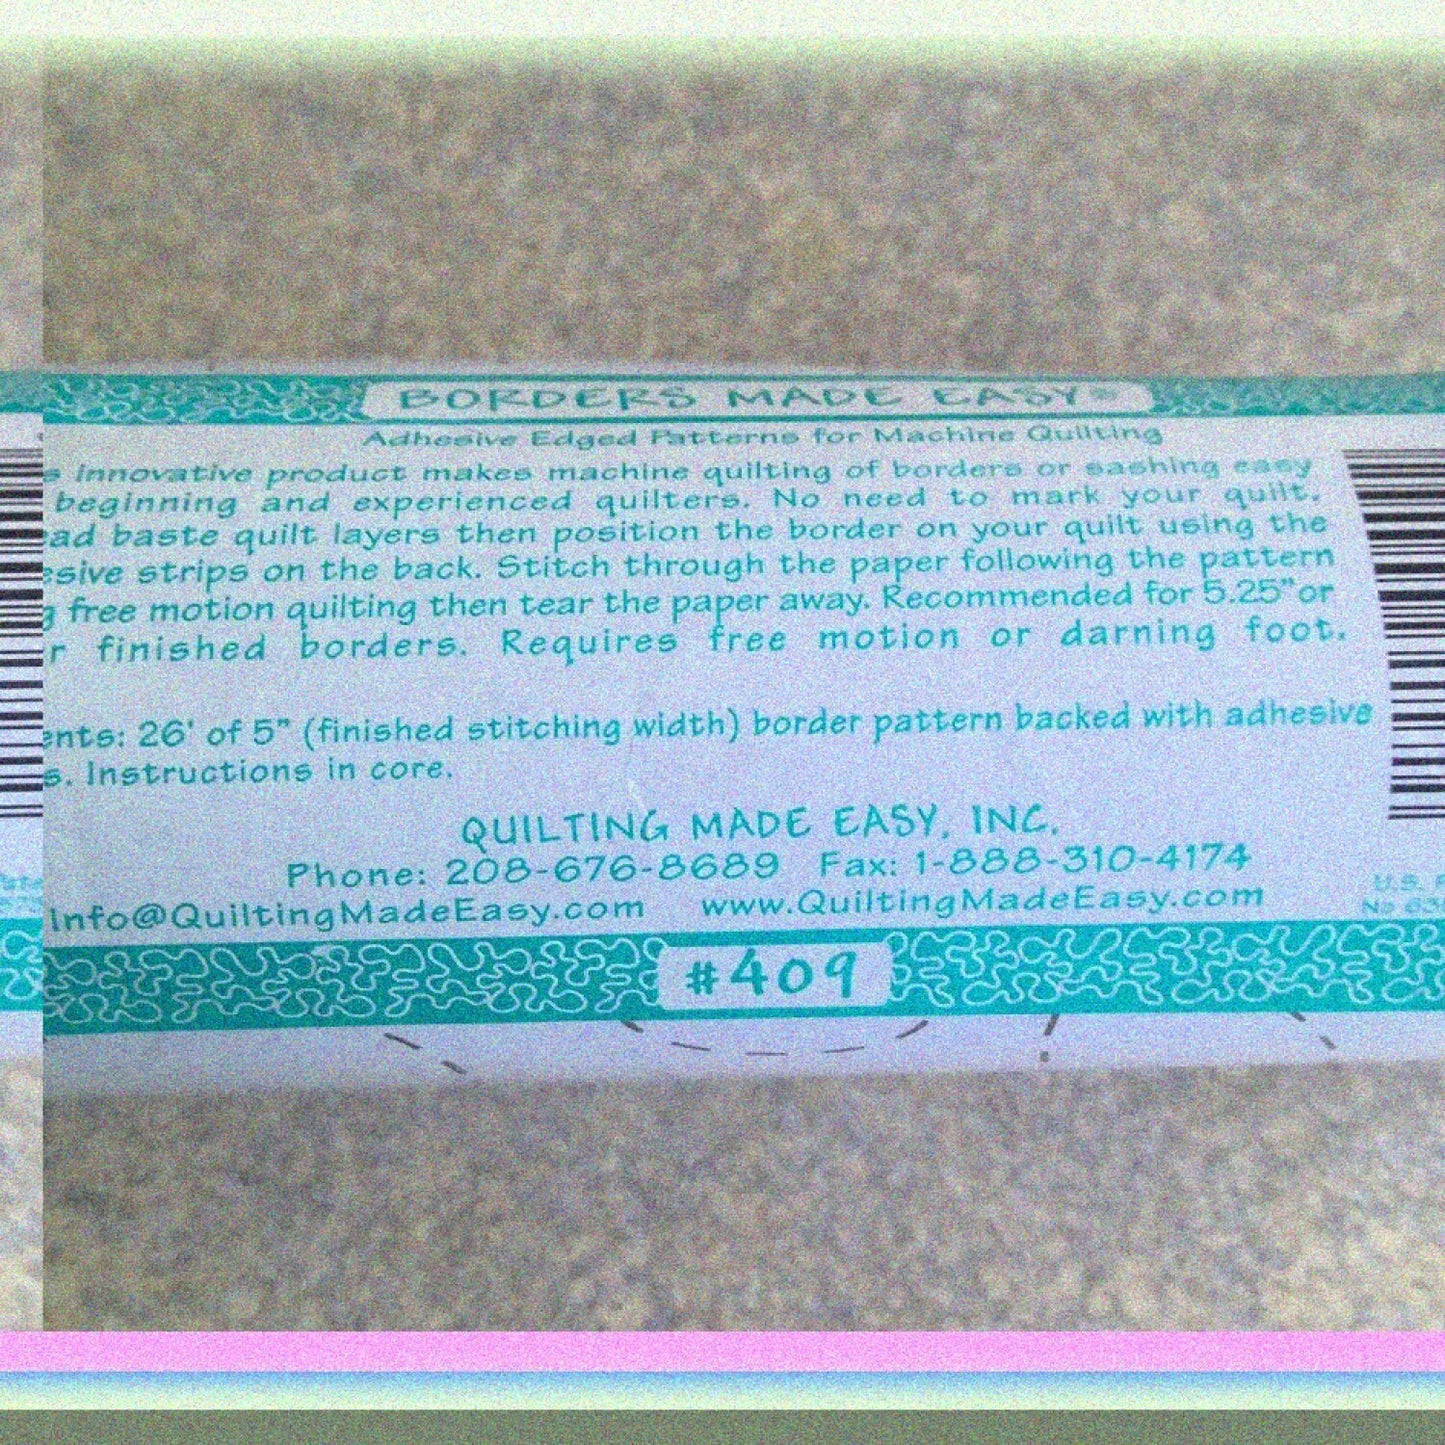 BORDERS MADE EASY
Adhesive Edged Patterns for Machine Quilting
innovative product makes machine quilting of borders or sashing easy
beginning and experienced quilters. No need to mark your quilt.
baste quilt layers then position the border on your quilt using the
strips on the back. Stitch through the paper following the pattern
free motion quilting then tear the paper away. Recommended for 5.25" or
finished borders. Requires free motion or darning foot.
26' of 5" (finished stitching width) border pattern backed with adhesive
Instructions in core.
QUILTING MADE EASY, INC.
Phone: 208-676-8689 Fax: 1-888-310-4174
Info@QuiltingMadeEasy.com www.QuiltingMadeEasy.com
U.S.
No
#409